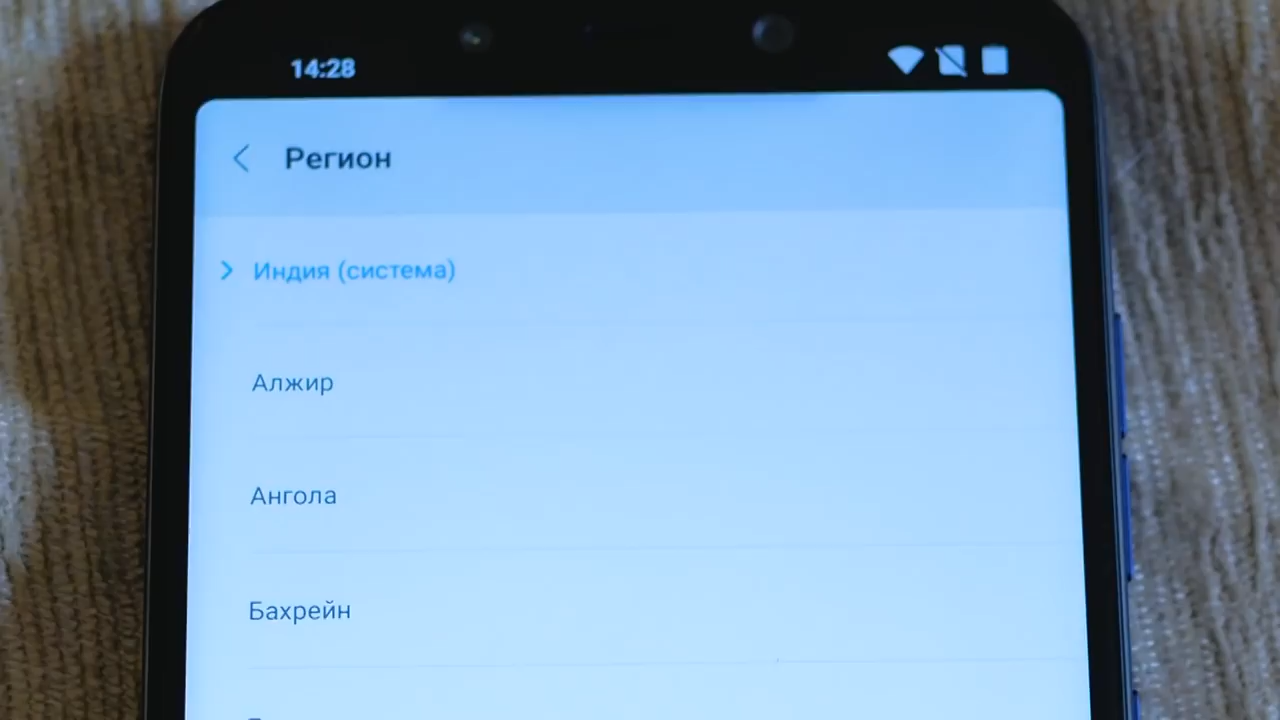 14:28
Регион
Индия (система)
Алжир
Ангола
Бахрейн